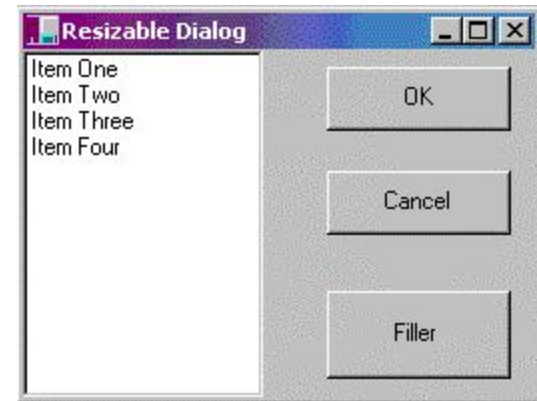 Resizable Dialog
Item One
Item Two
Item Three
Item Four
OK
Cancel
Filler